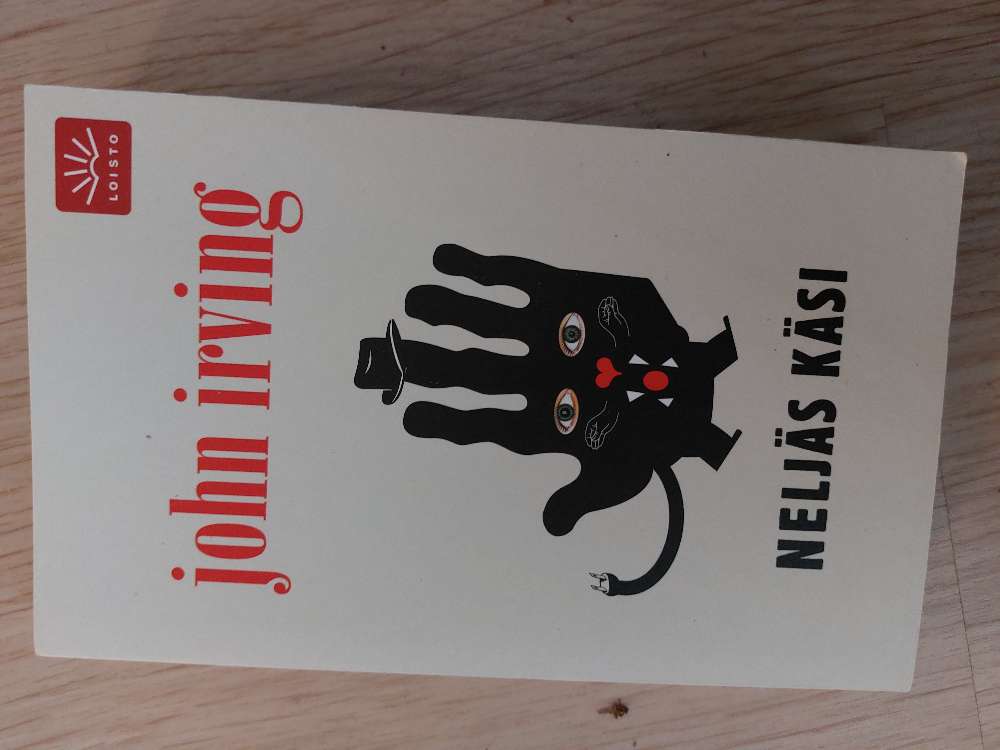 LOISTO
john irving
NELJÄS KÄSI